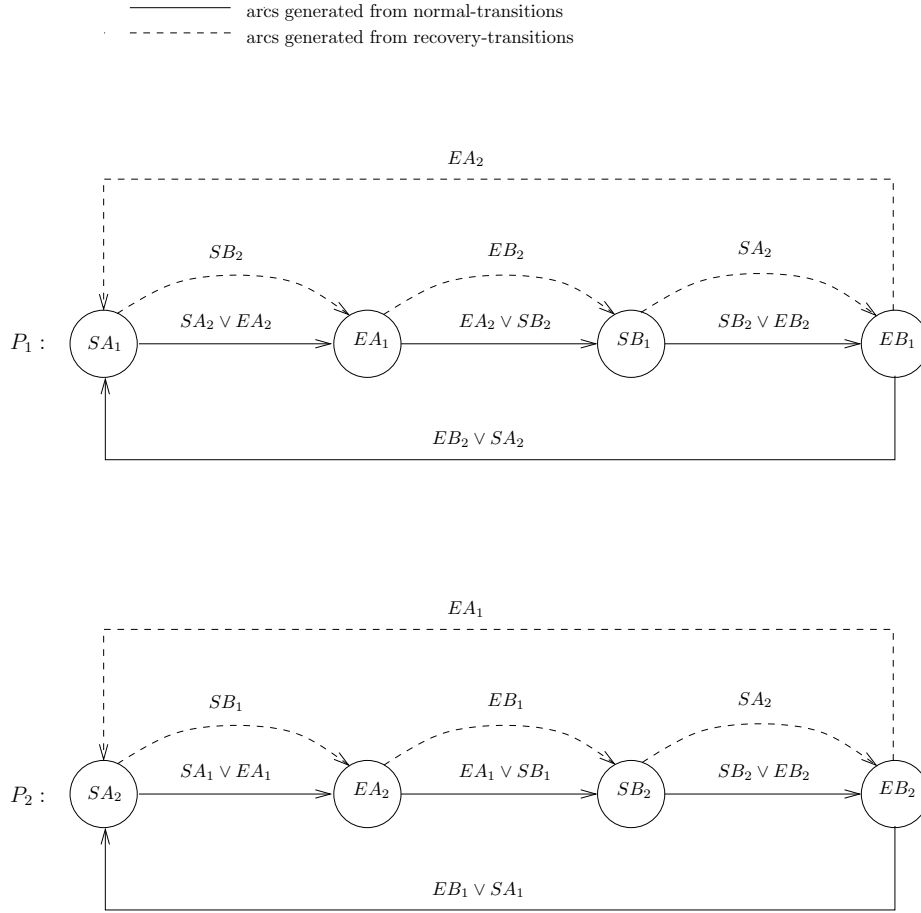 arcs generated from normal-transitions
arcs generated from recovery-transitions
EA₂
SB₂ EB₂ SA₂
SA₂ ∨ EA₂ EA₂ ∨ SB₂ SB₂ ∨ EB₂
P₁ : SA₁ EA₁ SB₁ EB₁
EB₂ ∨ SA₂
EA₁
SB₁ EB₁ SA₂
SA₁ ∨ EA₁ EA₁ ∨ SB₁ SB₂ ∨ EB₂
P₂ : SA₂ EA₂ SB₂ EB₂
EB₁ ∨ SA₁